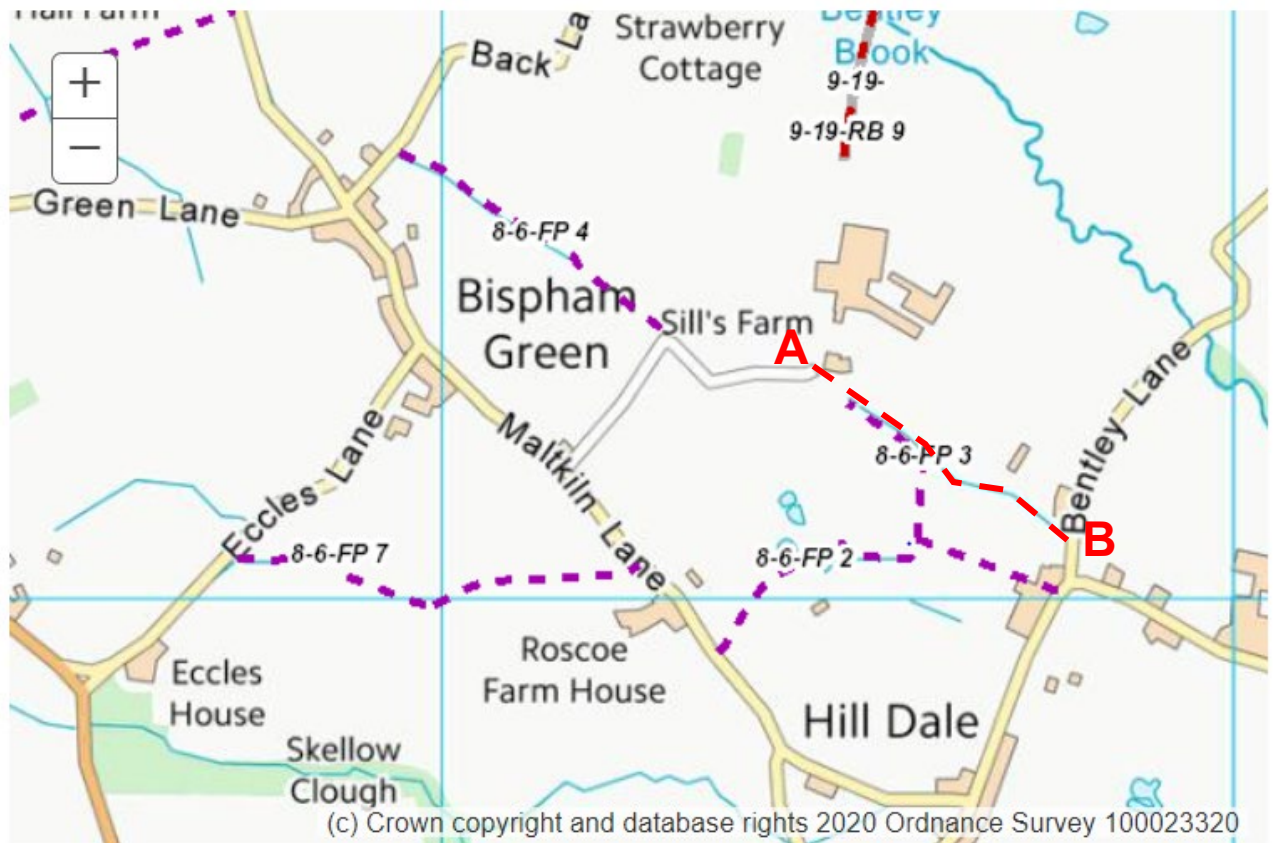 Hall Farm
+
−
Back La
Strawberry
Cottage
Bentley
Brook
9-19-
9-19-RB 9
Green Lane
8-6-FP 4
Bispham
Green
Sill's Farm
A
Maltkiln Lane
Eccles Lane
8-6-FP 3
Bentley Lane
B
8-6-FP 7
8-6-FP 2
Eccles
House
Roscoe
Farm House
Hill Dale
Skellow
Clough
(c) Crown copyright and database rights 2020 Ordnance Survey 100023320